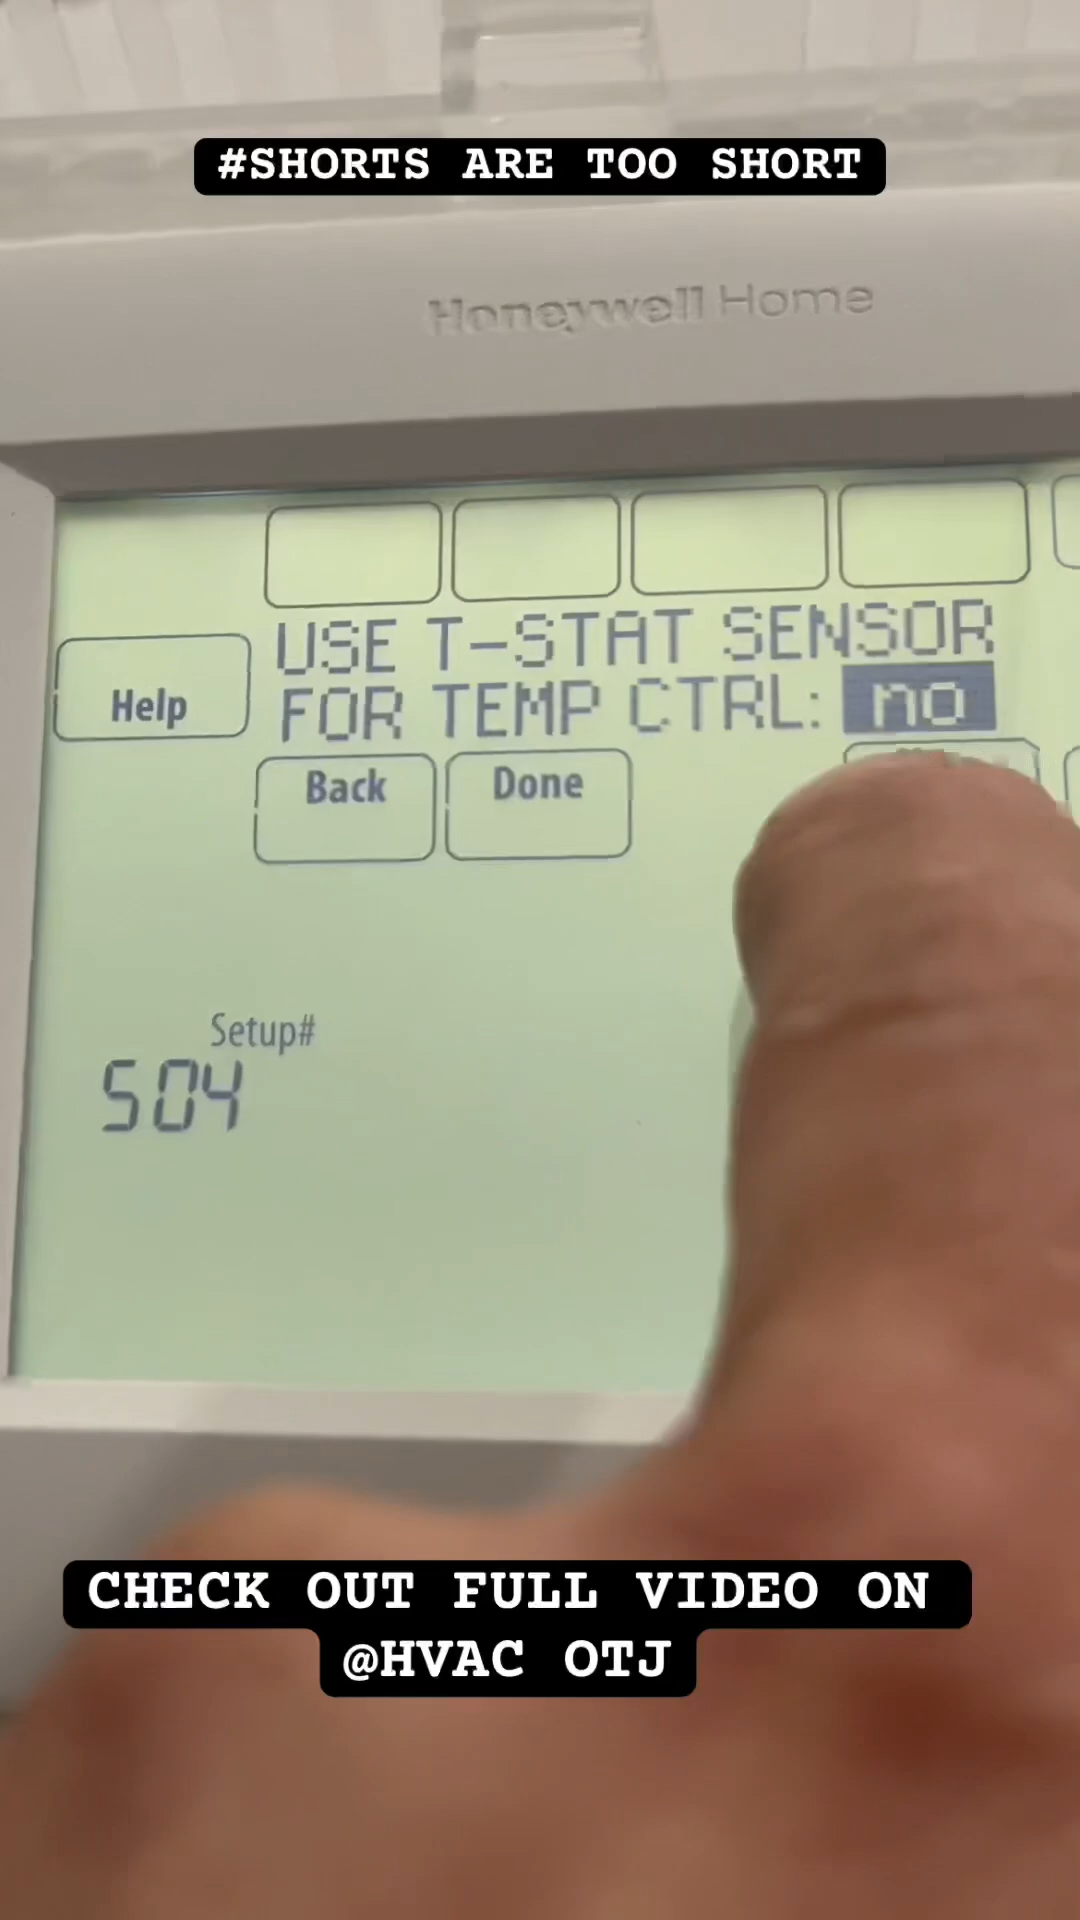 #SHORTS ARE TOO SHORT
Honeywell Home
USE T-STAT SENSOR
FOR TEMP CTRL: no
Help
Back
Done
Setup#
504
CHECK OUT FULL VIDEO ON
@HVAC OTJ